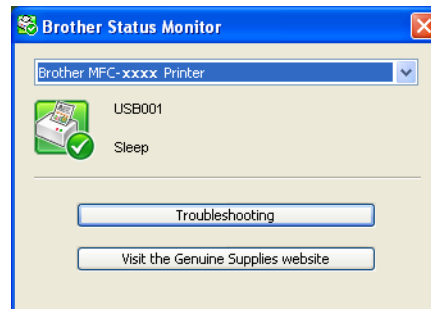 Brother Status Monitor
Brother MFC-xxxx Printer
USB001
Sleep
Troubleshooting
Visit the Genuine Supplies website